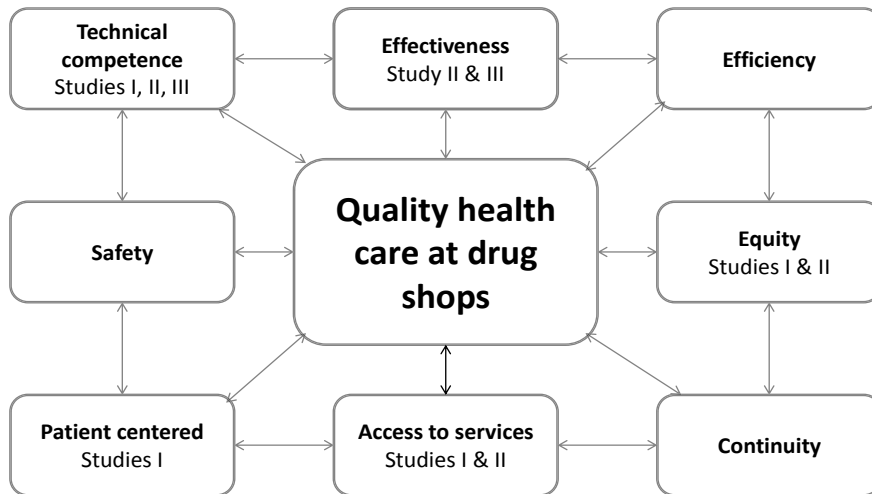 Technical
competence
Studies I, II, III
Effectiveness
Study II & III
Efficiency
Safety
Quality health
care at drug
shops
Equity
Studies I & II
Patient centered
Studies I
Access to services
Studies I & II
Continuity